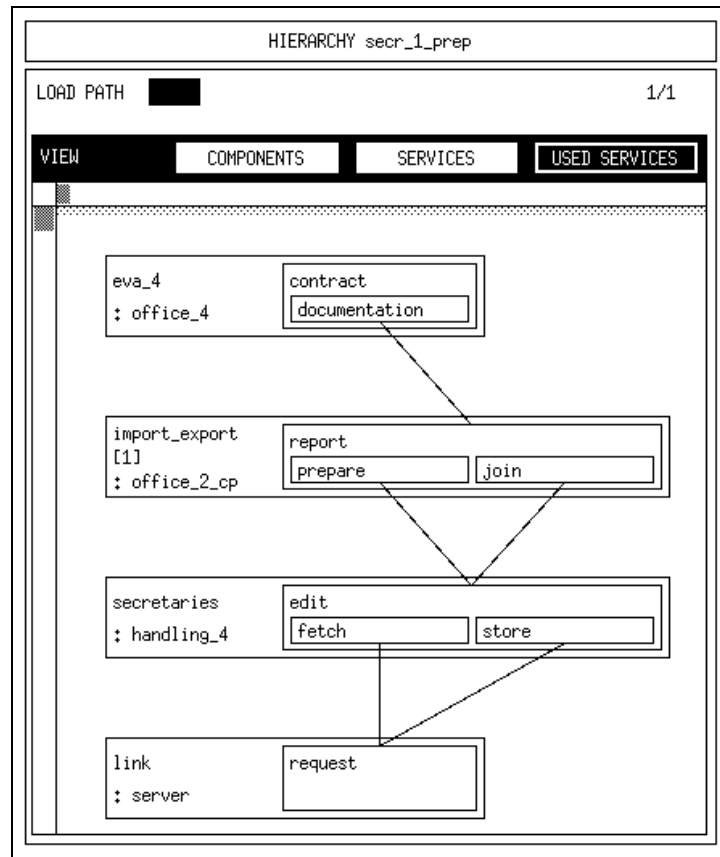 HIERARCHY secr_1_prep
LOAD PATH 1/1
VIEW COMPONENTS SERVICES USED SERVICES
eva_4 contract
: office_4 documentation
import_export report
[1] prepare join
: office_2_cp
secretaries edit
: handling_4 fetch store
link request
: server